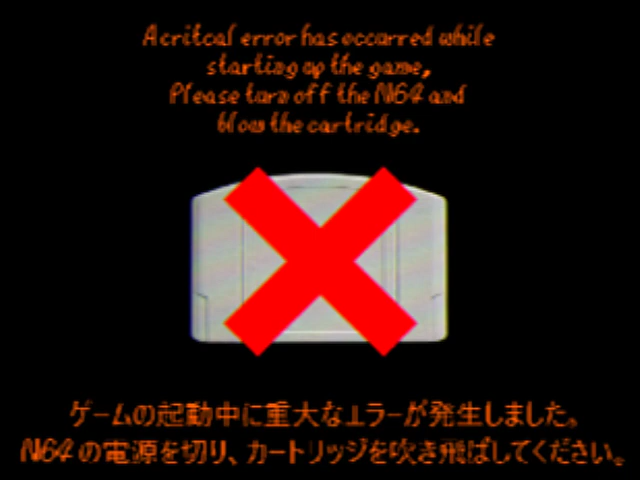 A critcal error has occurred while
starting up the game,
Please turn off the N64 and
blow the cartridge.
ゲームの起動中に重大なエラーが発生しました。
N64の電源を切り、カートリッジを吹き飛ばしてください。